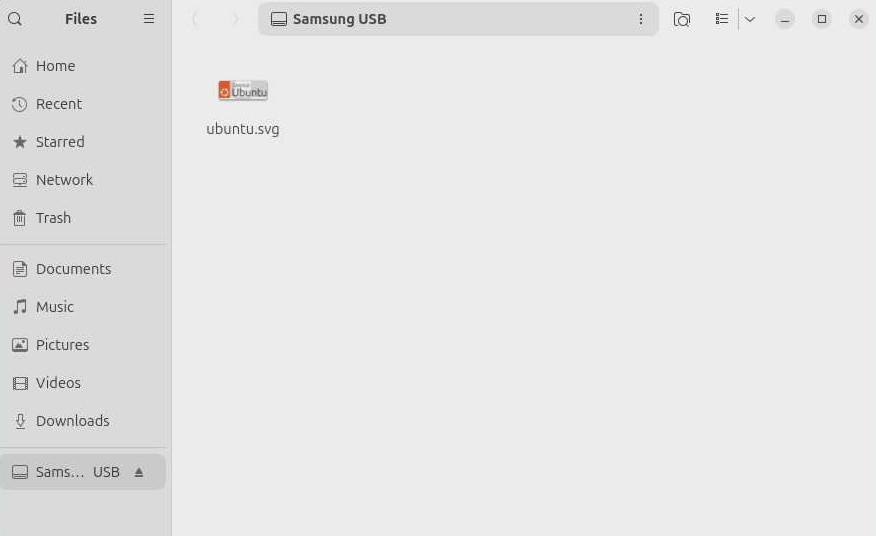 Files
Samsung USB
Home
Recent
Starred
Network
Trash
Documents
Music
Pictures
Videos
Downloads
Sams... USB
Ubuntu
ubuntu.svg